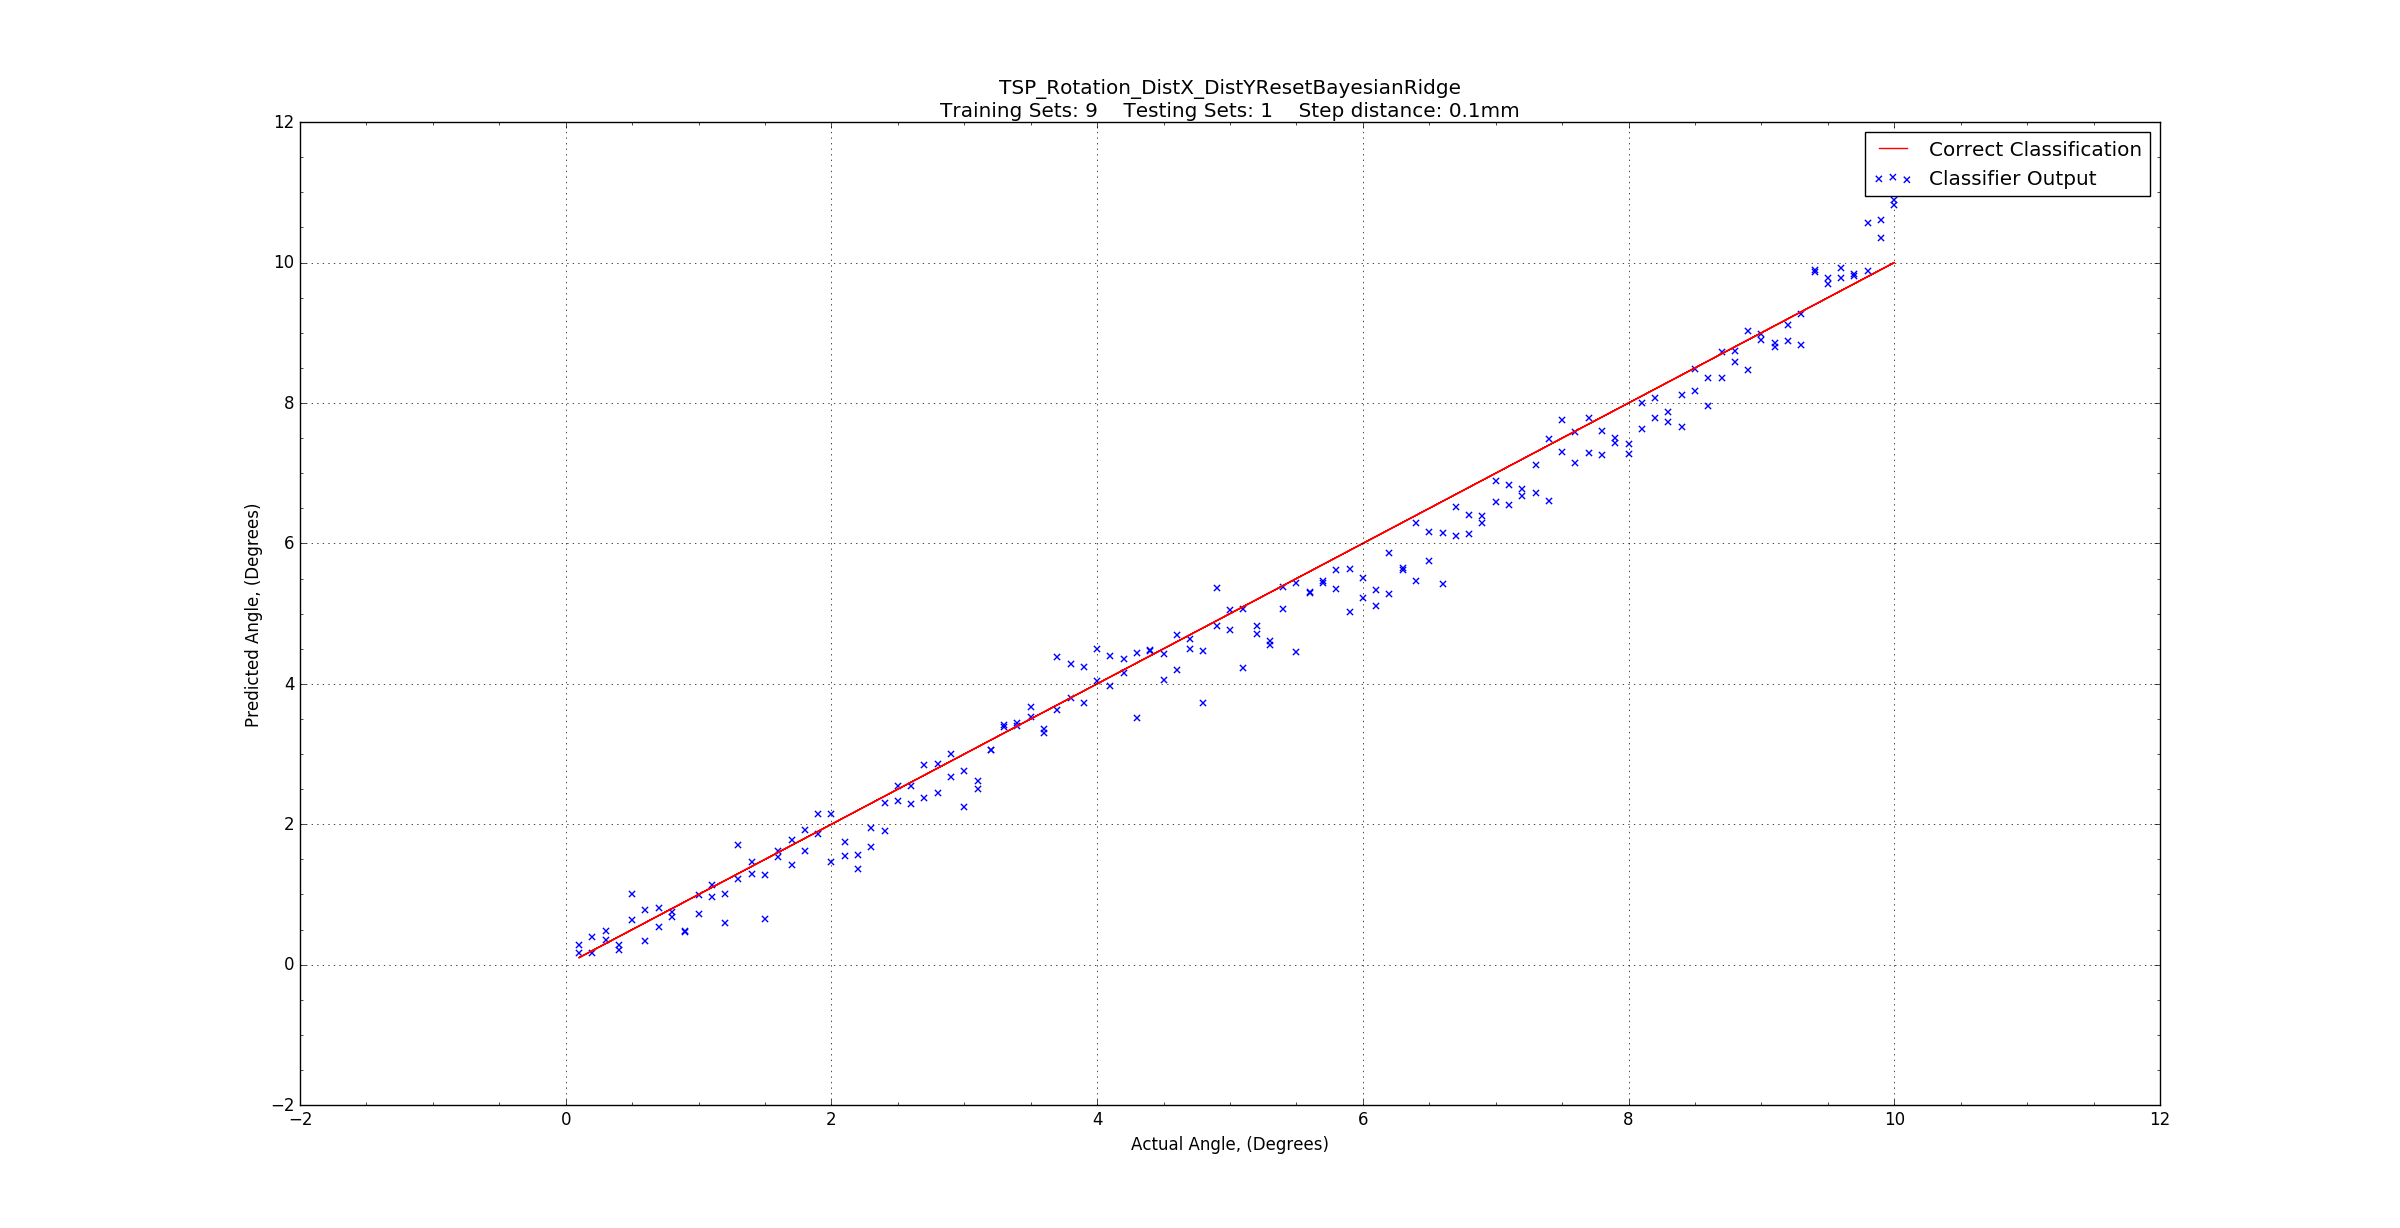 TSP_Rotation_DistX_DistYResetBayesianRidge
Training Sets: 9    Testing Sets: 1    Step distance: 0.1mm
Correct Classification
Classifier Output
12
10
8
6
4
2
0
−2
Predicted Angle, (Degrees)
−2 0 2 4 6 8 10 12
Actual Angle, (Degrees)